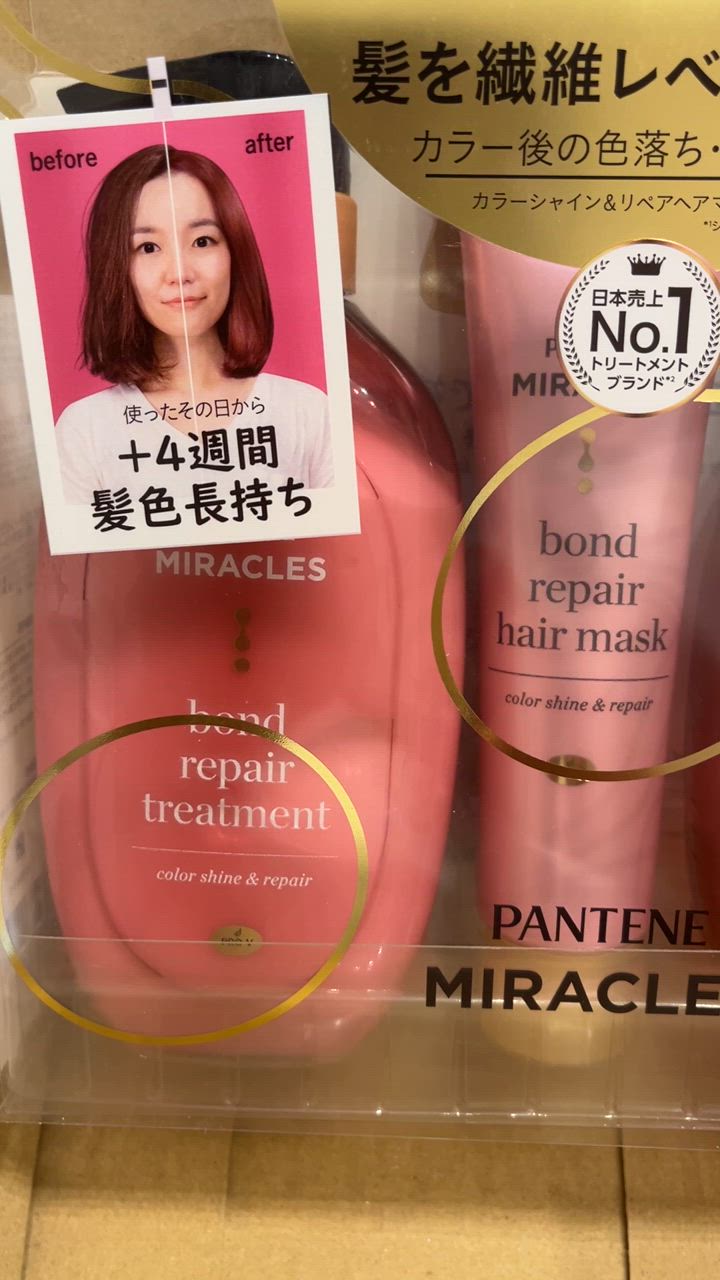 髪を繊維レベ
カラー後の色落ち・
カラーシャイン&リペアヘアマ
before
after
使ったその日から
+4週間
髪色長持ち
日本売上
No.1
トリートメント
ブランド*2
MIRACLES
bond
repair
treatment
color shine & repair
PRO-V
bond
repair
hair mask
color shine & repair
PANTENE
MIRACLE